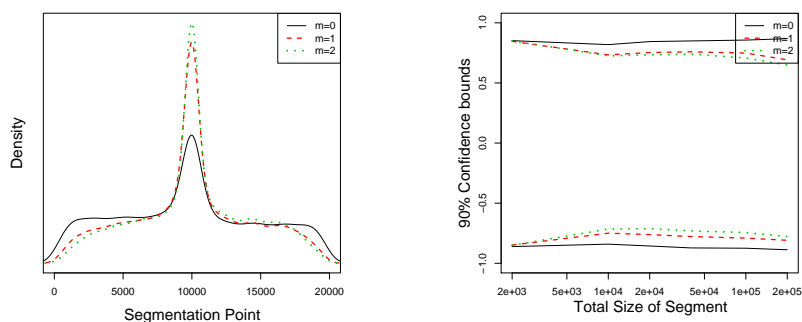 m=0
m=1
m=2
Density
0
5000
10000
15000
20000
Segmentation Point
m=0
m=1
m=2
90% Confidence bounds
1.0
0.5
0.0
−0.5
−1.0
2e+03
5e+03
1e+04
2e+04
5e+04
1e+05
2e+05
Total Size of Segment